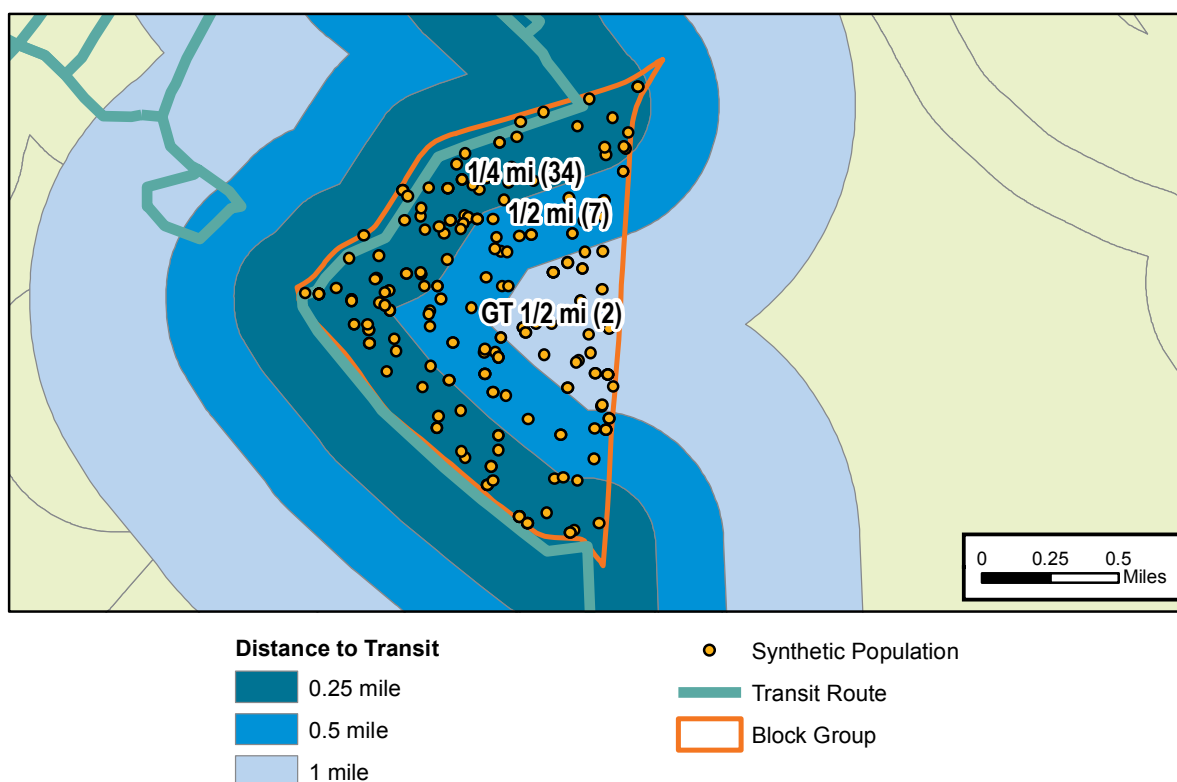 1/4 mi (34)
1/2 mi (7)
GT 1/2 mi (2)
0 0.25 0.5
Miles
Distance to Transit
0.25 mile
0.5 mile
1 mile
Synthetic Population
Transit Route
Block Group